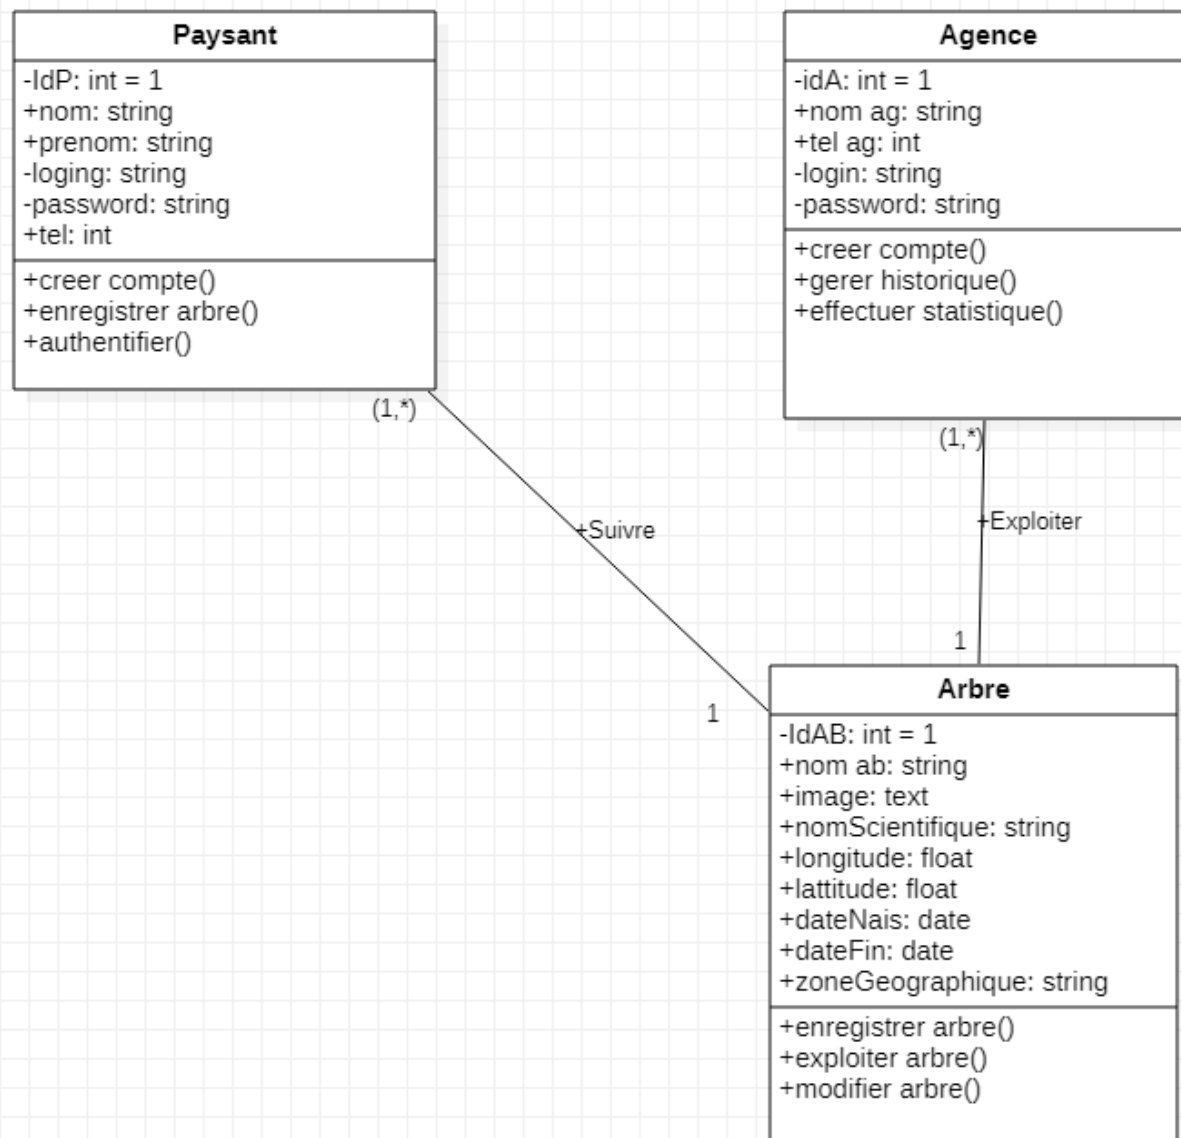 Paysant
-IdP: int = 1
+nom: string
+prenom: string
-loging: string
-password: string
+tel: int
+creer compte()
+enregistrer arbre()
+authentifier()
(1,*)
Agence
-idA: int = 1
+nom ag: string
+tel ag: int
-login: string
-password: string
+creer compte()
+gerer historique()
+effectuer statistique()
(1,*)
+Suivre
+Exploiter
1
1
Arbre
-IdAB: int = 1
+nom ab: string
+image: text
+nomScientifique: string
+longitude: float
+lattitude: float
+dateNais: date
+dateFin: date
+zoneGeographique: string
+enregistrer arbre()
+exploiter arbre()
+modifier arbre()